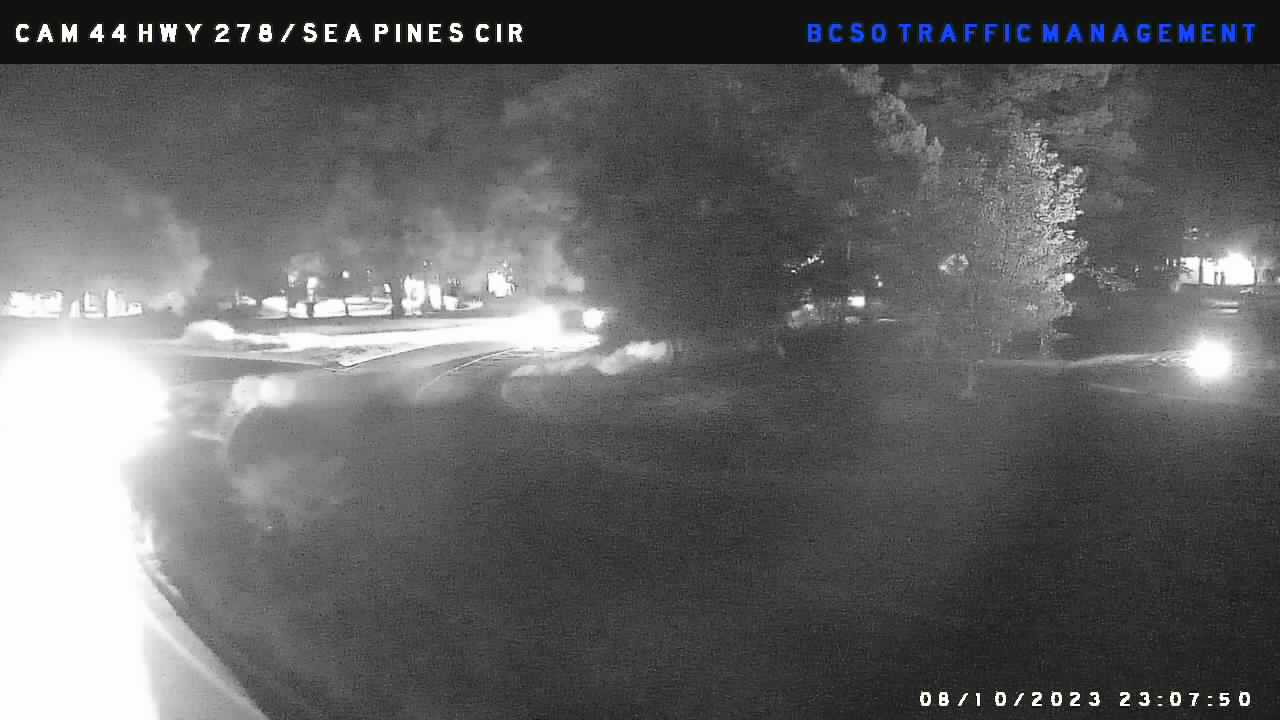 CAM 44 HWY 278/SEA PINES CIR
BCSO TRAFFIC MANAGEMENT
08/10/2023 23:07:50